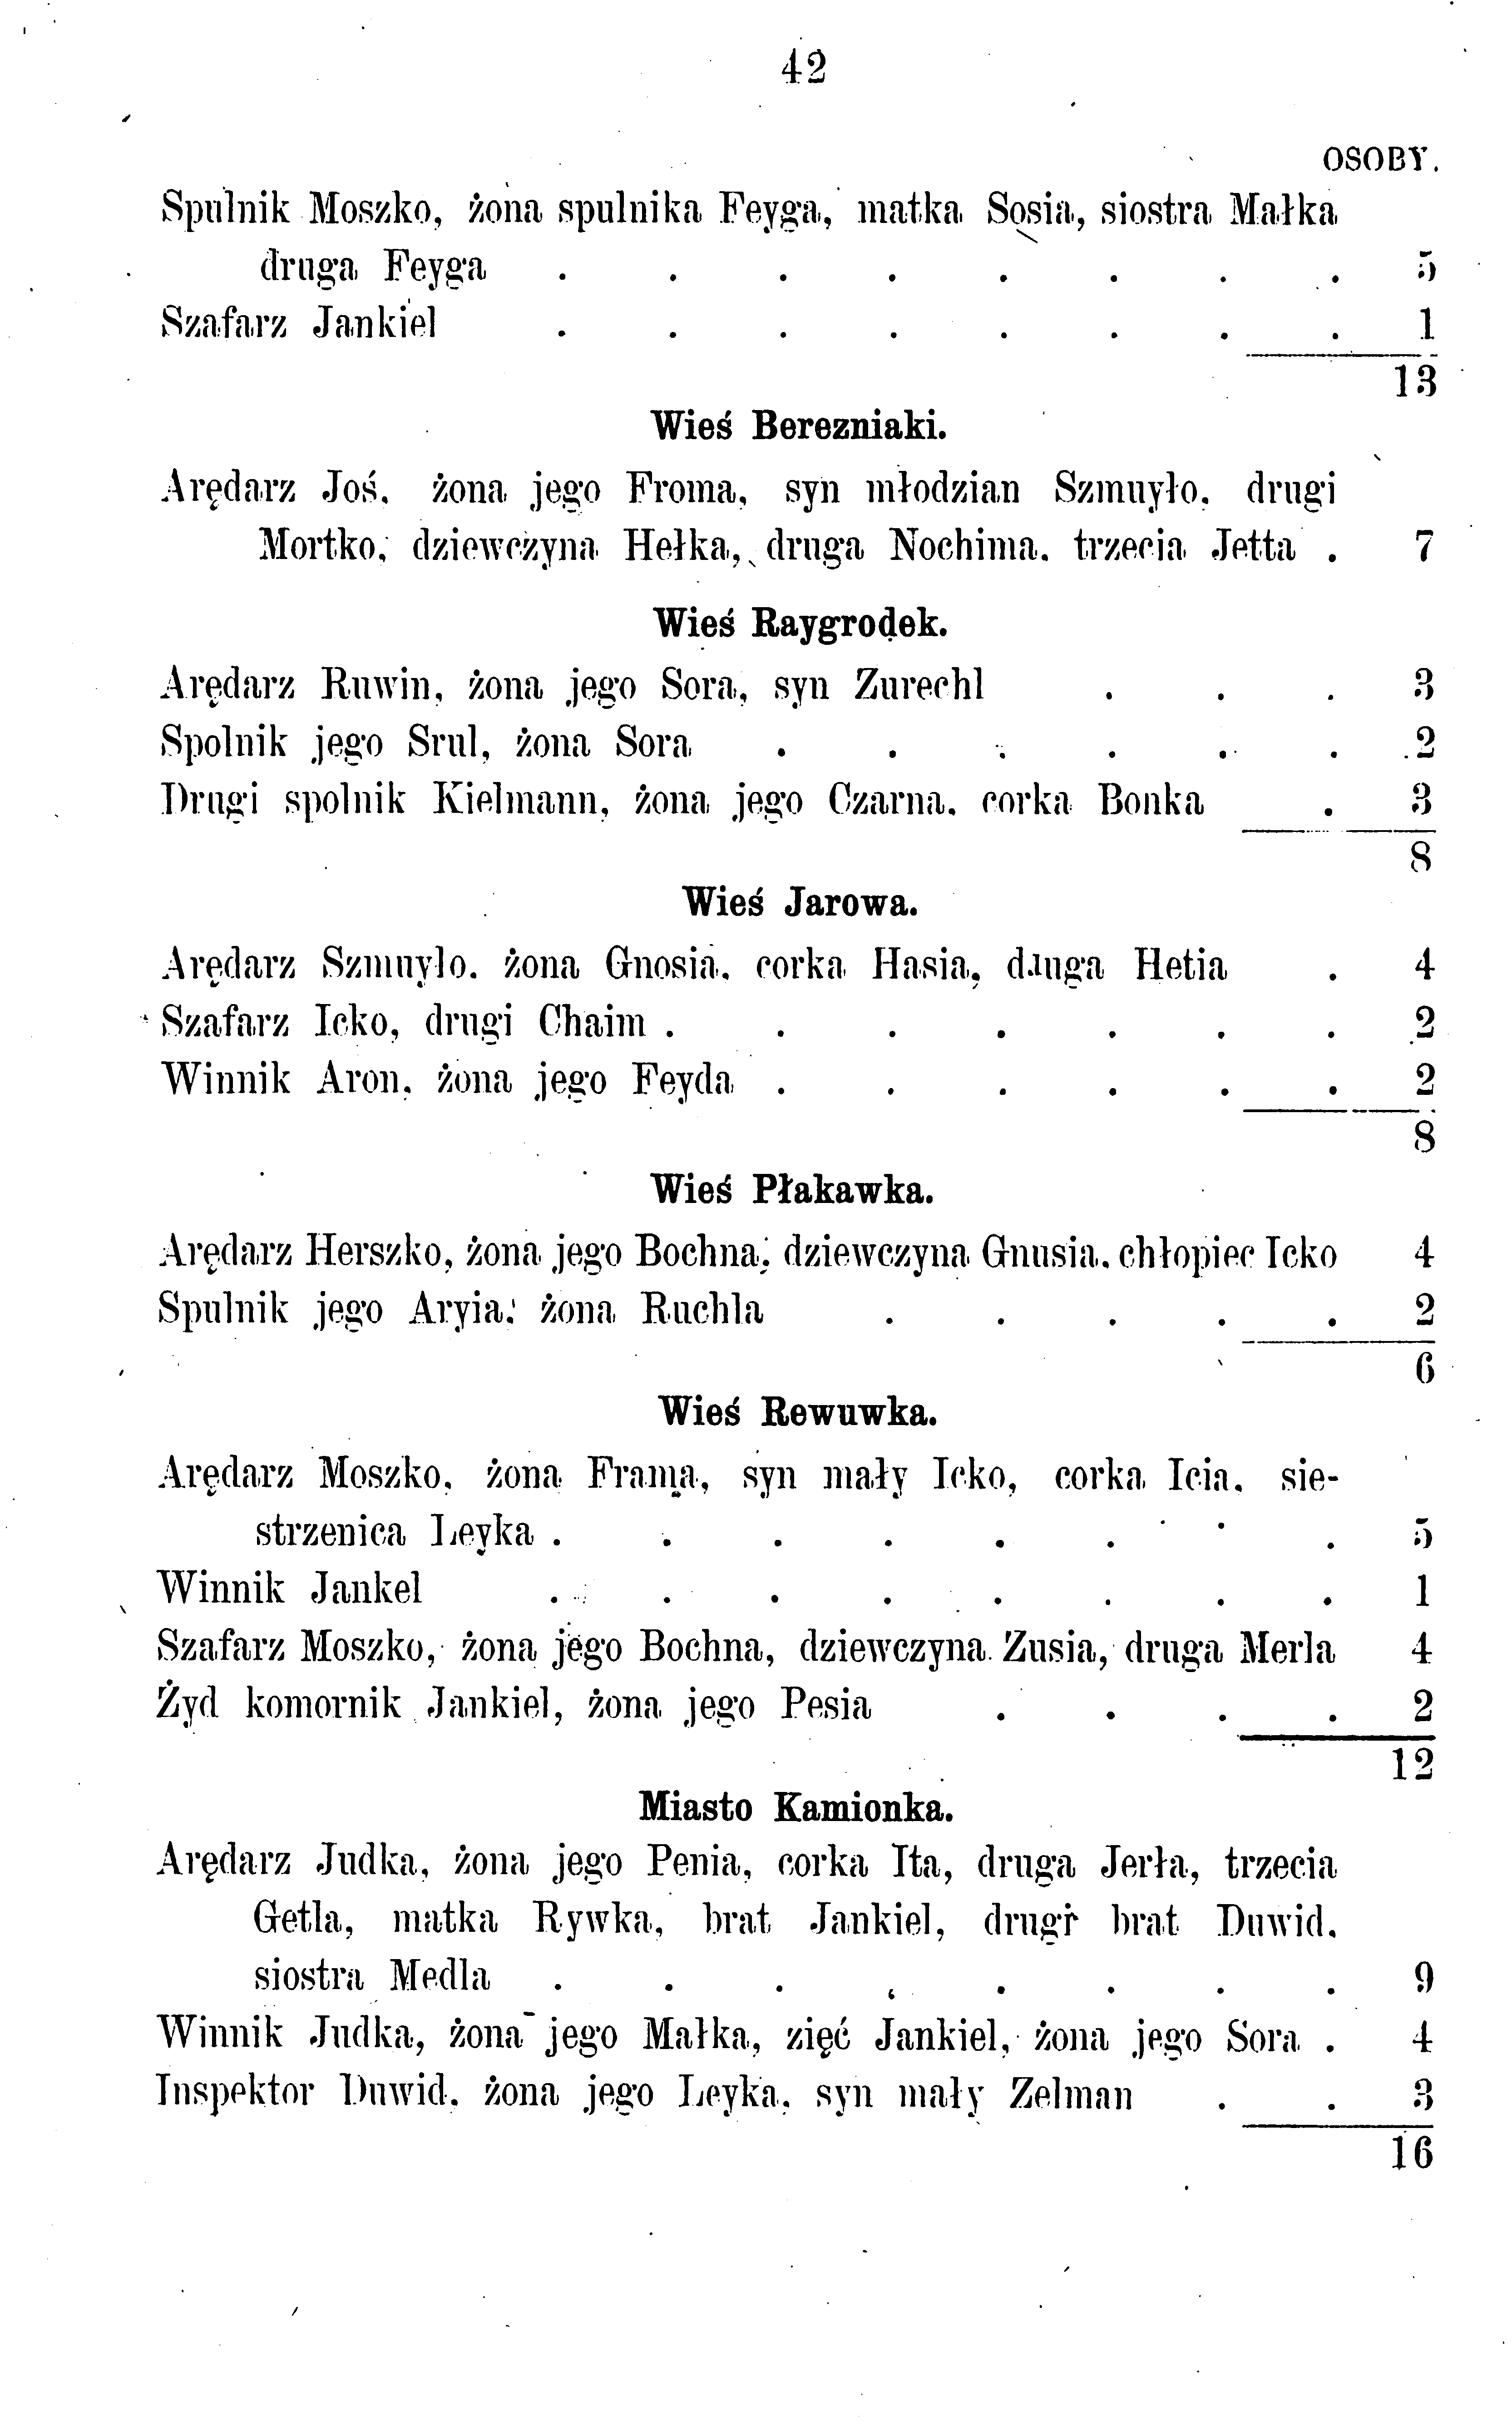 42
OSOBY.
Spulnik Moszko, żona spulnika Feyga, matka Sosia, siostra Małka
druga Feyga . . . . . . . . 5
Szafarz Jankiel . . . . . . . . 1
13
Wieś Berezniaki.
Arędarz Joś, żona jego Froma, syn młodzian Szmuyło, drugi
Mortko, dziewczyna Hełka, druga Nochima, trzecia Jetta . 7
Wieś Raygrodek.
Arędarz Ruwin, żona jego Sora, syn Zurechl . . . 3
Spolnik jego Srul, żona Sora . . . . . . 2
Drugi spolnik Kielmann, żona jego Czarna, corka Bonka . 3
8
Wieś Jarowa.
Arędarz Szmuylo, żona Gnosia, corka Hasia, druga Hetia . 4
Szafarz Icko, drugi Chaim . . . . . . . 2
Winnik Aron, żona jego Feyda . . . . . . 2
8
Wieś Płakawka.
Arędarz Herszko, żona jego Bochna, dziewczyna Gnusia, chłopiec Icko 4
Spulnik jego Aryia, żona Ruchla . . . . . 2
6
Wieś Rewuwka.
Arędarz Moszko, żona Frama, syn mały Icko, corka Icia, sie-
strzenica Leyka . . . . . . . . 5
Winnik Jankel . . . . . . . . 1
Szafarz Moszko, żona jego Bochna, dziewczyna Zusia, druga Merla 4
Żyd komornik Jankiel, żona jego Pesia . . . . 2
12
Miasto Kamionka.
Arędarz Judka, żona jego Penia, corka Ita, druga Jerła, trzecia
Getla, matka Rywka, brat Jankiel, drugi brat Duwid,
siostra Medla . . . . . . . . 9
Winnik Judka, żona jego Małka, zięć Jankiel, żona jego Sora . 4
Inspektor Duwid, żona jego Leyka, syn mały Zelman . . 3
16